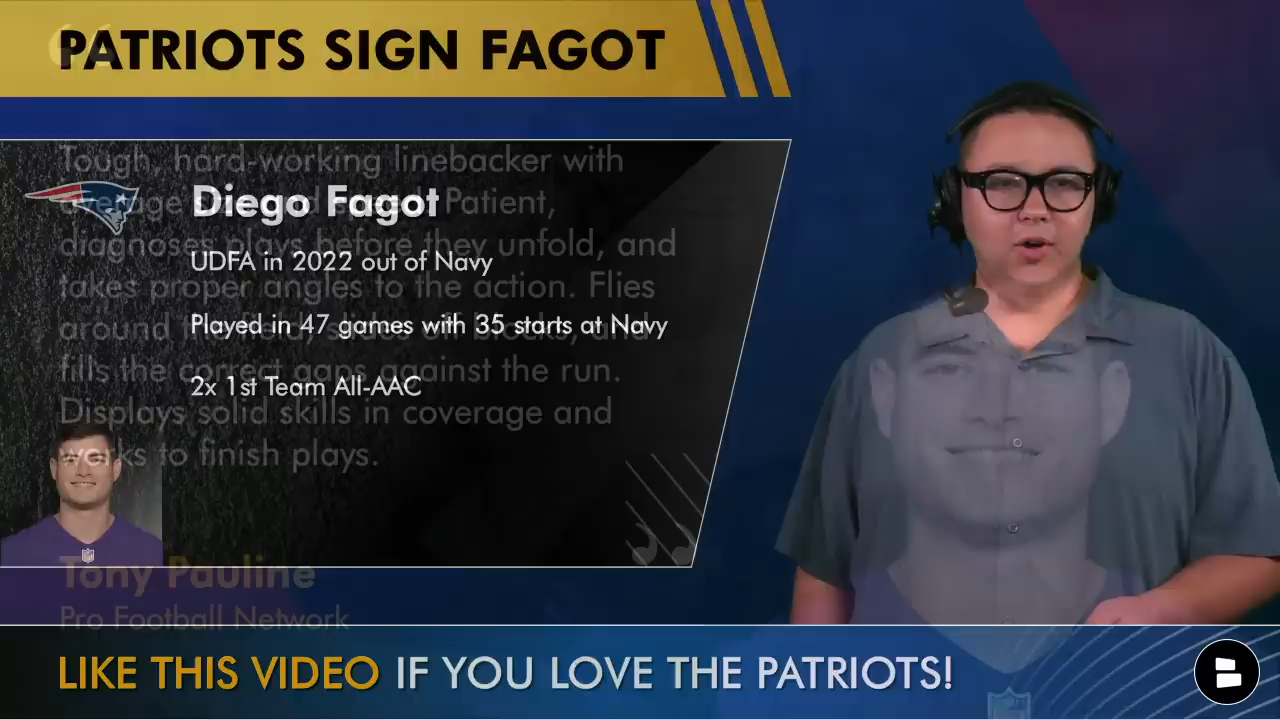 PATRIOTS SIGN FAGOT
Diego Fagot
UDFA in 2022 out of Navy
Played in 47 games with 35 starts at Navy
2x 1st Team All-AAC
Tough, hard-working linebacker with
Patient,
diagnoses plays before they unfold, and
takes proper angles to the action. Flies
around
fills the correct gaps against the run.
Displays solid skills in coverage and
works to finish plays.
Tony Pauline
Pro Football Network
LIKE THIS VIDEO IF YOU LOVE THE PATRIOTS!